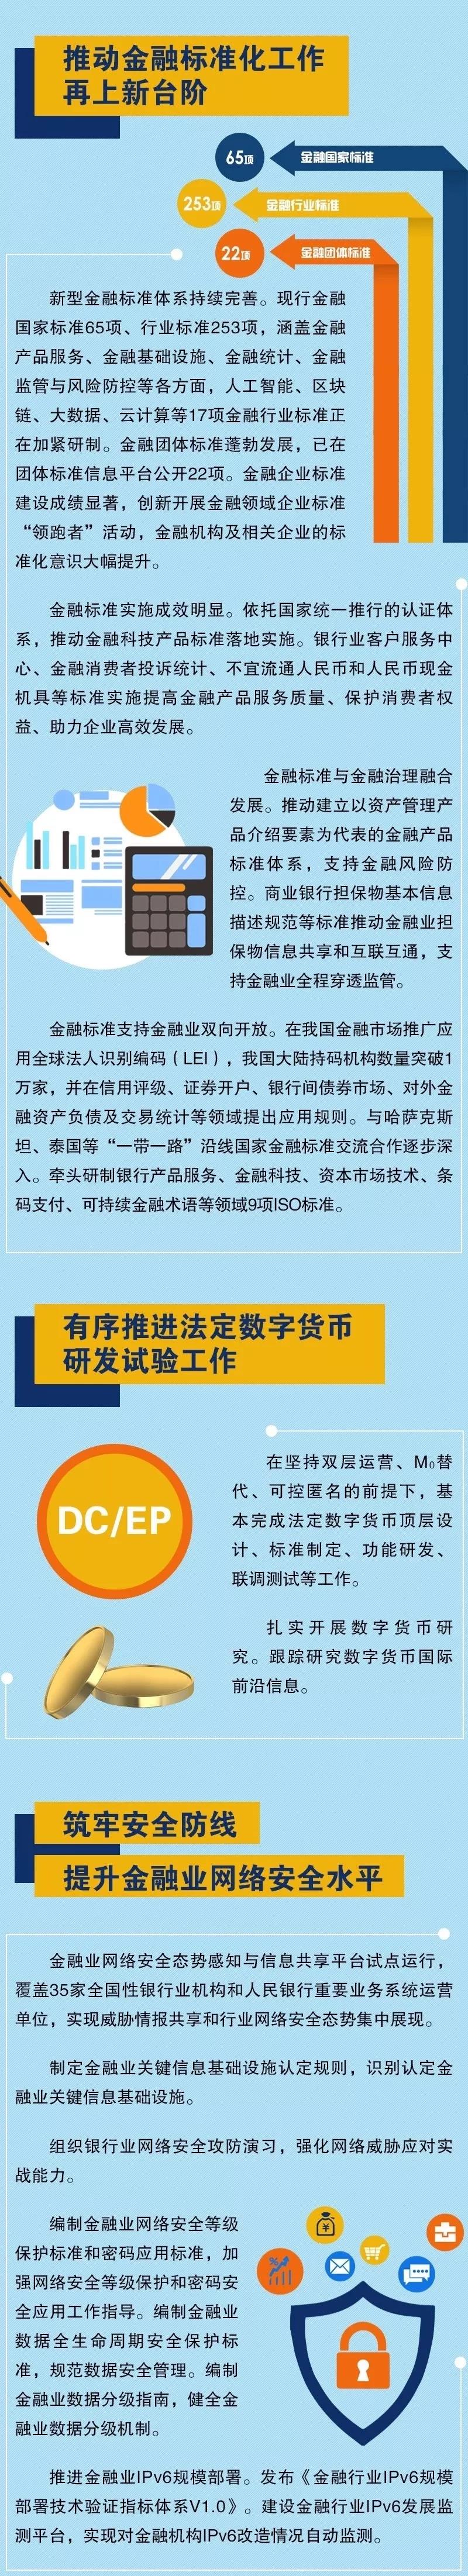 推动金融标准化工作
再上新台阶
65项
金融国家标准
253项
金融行业标准
22项
金融团体标准
新型金融标准体系持续完善。现行金融
国家标准65项、行业标准253项，涵盖金融
产品服务、金融基础设施、金融统计、金融
监管与风险防控等各方面，人工智能、区块
链、大数据、云计算等17项金融行业标准正
在加紧研制。金融团体标准蓬勃发展，已在
团体标准信息平台公开22项。金融企业标准
建设成绩显著，创新开展金融领域企业标准
“领跑者”活动，金融机构及相关企业的标
准化意识大幅提升。
金融标准实施成效明显。依托国家统一推行的认证体
系，推动金融科技产品标准落地实施。银行业客户服务中
心、金融消费者投诉统计、不宜流通人民币和人民币现金
机具等标准实施提高金融产品服务质量、保护消费者权
益、助力企业高效发展。
金融标准与金融治理融合
发展。推动建立以资产管理产
品介绍要素为代表的金融产品
标准体系，支持金融风险防
控。商业银行担保物基本信息
描述规范等标准推动金融业担
保物信息共享和互联互通，支
持金融业全程穿透监管。
金融标准支持金融业双向开放。在我国金融市场推广应
用全球法人识别编码（LEI），我国大陆持码机构数量突破1
万家，并在信用评级、证券开户、银行间债券市场、对外金
融资产负债及交易统计等领域提出应用规则。与哈萨克斯
坦、泰国等“一带一路”沿线国家金融标准交流合作逐步深
入。牵头研制银行产品服务、金融科技、资本市场技术、条
码支付、可持续金融术语等领域9项ISO标准。
有序推进法定数字货币
研发试验工作
DC/EP
在坚持双层运营、M₀替
代、可控匿名的前提下，基
本完成法定数字货币顶层设
计、标准制定、功能研发、
联调测试等工作。
扎实开展数字货币研
究。跟踪研究数字货币国际
前沿信息。
筑牢安全防线
提升金融业网络安全水平
金融业网络安全态势感知与信息共享平台试点运行，
覆盖35家全国性银行业机构和人民银行重要业务系统运营
单位，实现威胁情报共享和行业网络安全态势集中展现。
制定金融业关键信息基础设施认定规则，识别认定金
融业关键信息基础设施。
组织银行业网络安全攻防演习，强化网络威胁应对实
战能力。
编制金融业网络安全等级
保护标准和密码应用标准，加
强网络安全等级保护和密码安
全应用工作指导。编制金融业
数据全生命周期安全保护标
准，规范数据安全管理。编制
金融业数据分级指南，健全金
融业数据分级机制。
¥
推进金融业IPv6规模部署。发布《金融行业IPv6规模
部署技术验证指标体系V1.0》。建设金融行业IPv6发展监
测平台，实现对金融机构IPv6改造情况自动监测。